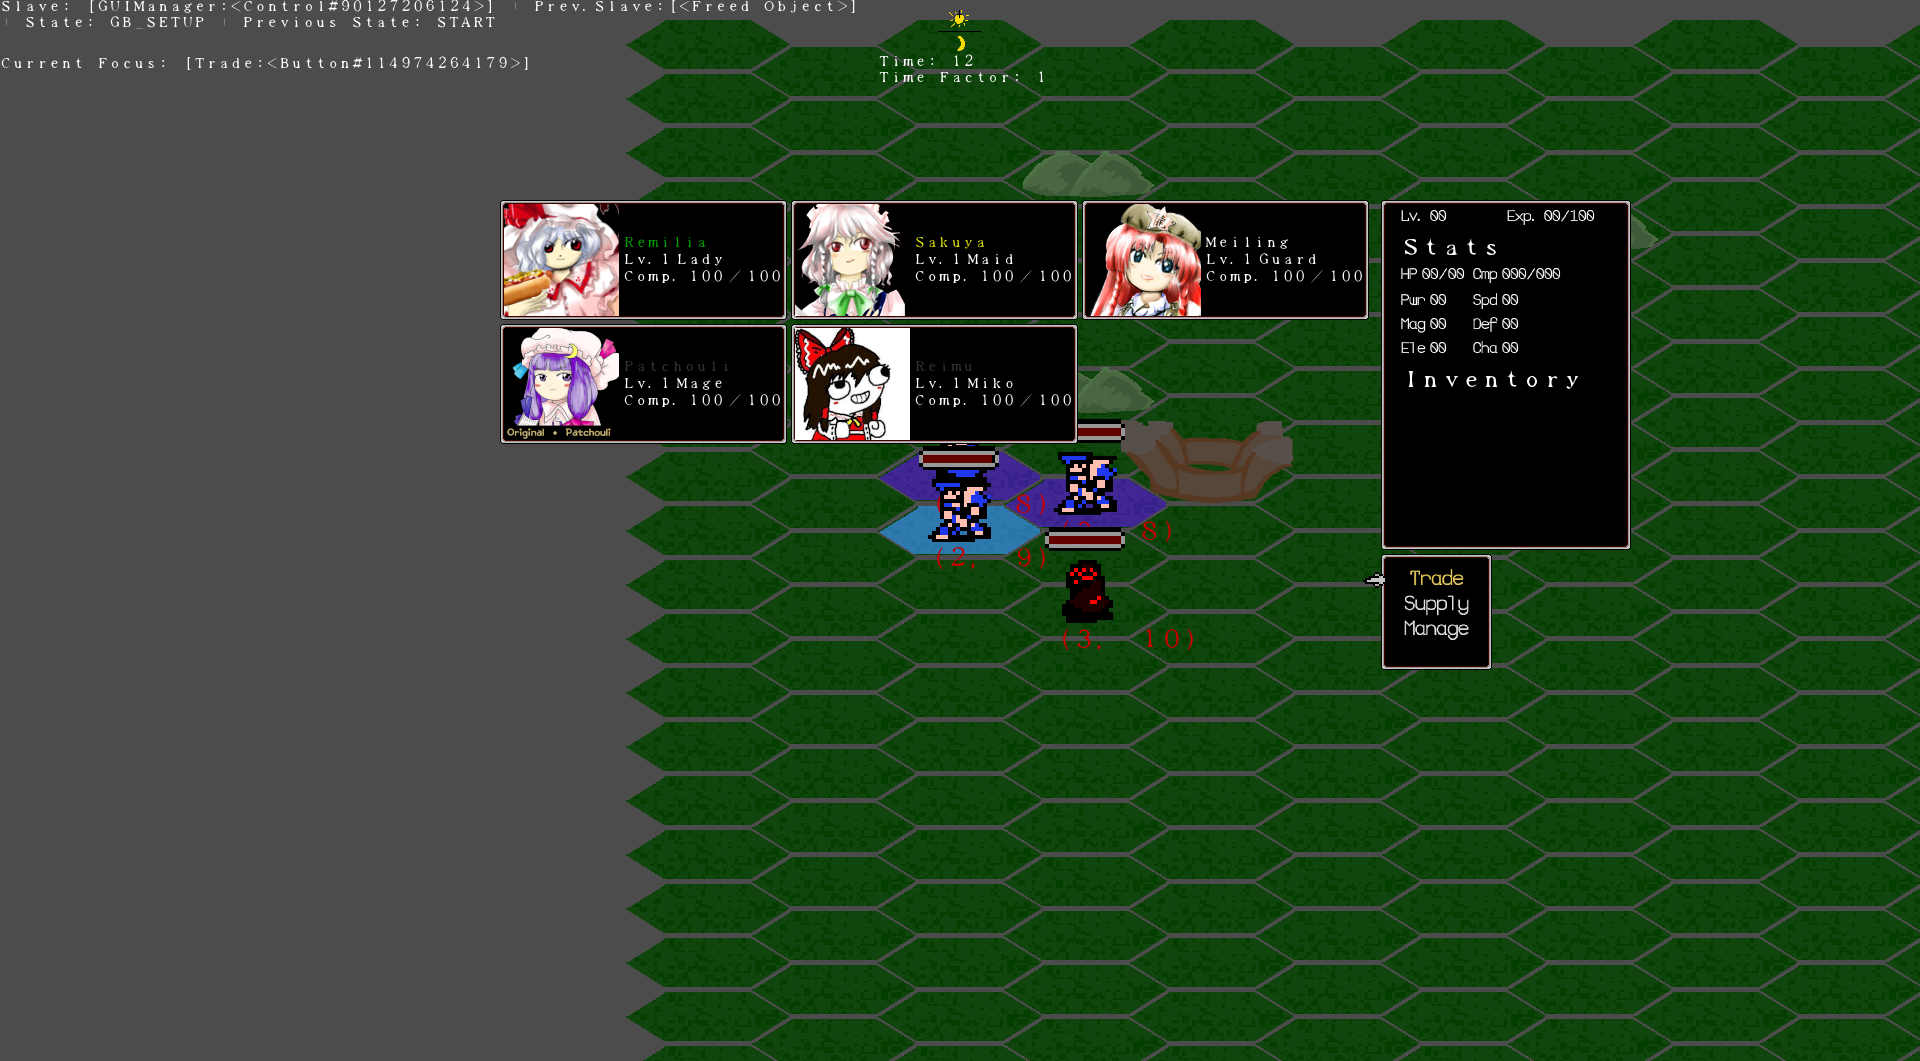 Slave: [GUIManager:<Control#90127206124>] | Prev. Slave:[<Freed Object>]
| State: GB_SETUP | Previous State: START
Current Focus: [Trade:<Button#114974264179>]
Time: 12
Time Factor: 1
Remilia
Lv. 1 Lady
Comp. 100/100
Sakuya
Lv. 1 Maid
Comp. 100/100
Meiling
Lv. 1 Guard
Comp. 100/100
Patchouli
Lv. 1 Mage
Comp. 100/100
Original • Patchouli
Reimu
Lv. 1 Miko
Comp. 100/100
Lv. 00 Exp. 00/100
Stats
HP 00/00 Cmp 000/000
Pwr 00 Spd 00
Mag 00 Def 00
Ele 00 Cha 00
Inventory
Trade
Supply
Manage
8)
8)
(2, 9)
(3, 10)